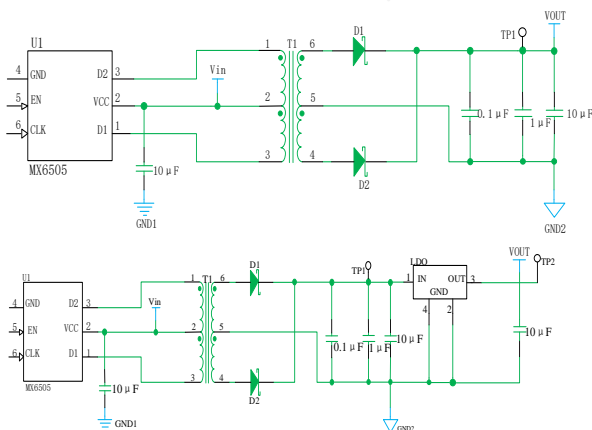 U1
4 GND D2 3
5 EN VCC 2
6 CLK D1 1
MX6505
Vin
10μF
GND1
1 T1 6
2 5
3 4
D1
D2
TP1
VOUT
0.1μF
1μF
10μF
GND2
U1
4 GND D2 3
5 EN VCC 2
6 CLK D1 1
MX6505
Vin
10μF
GND1
1 T1 6
2 5
3 4
D1
D2
TP1
0.1μF
1μF
10μF
GND2
LDO
1 IN OUT 3
GND
4 2
VOUT
TP2
10μF